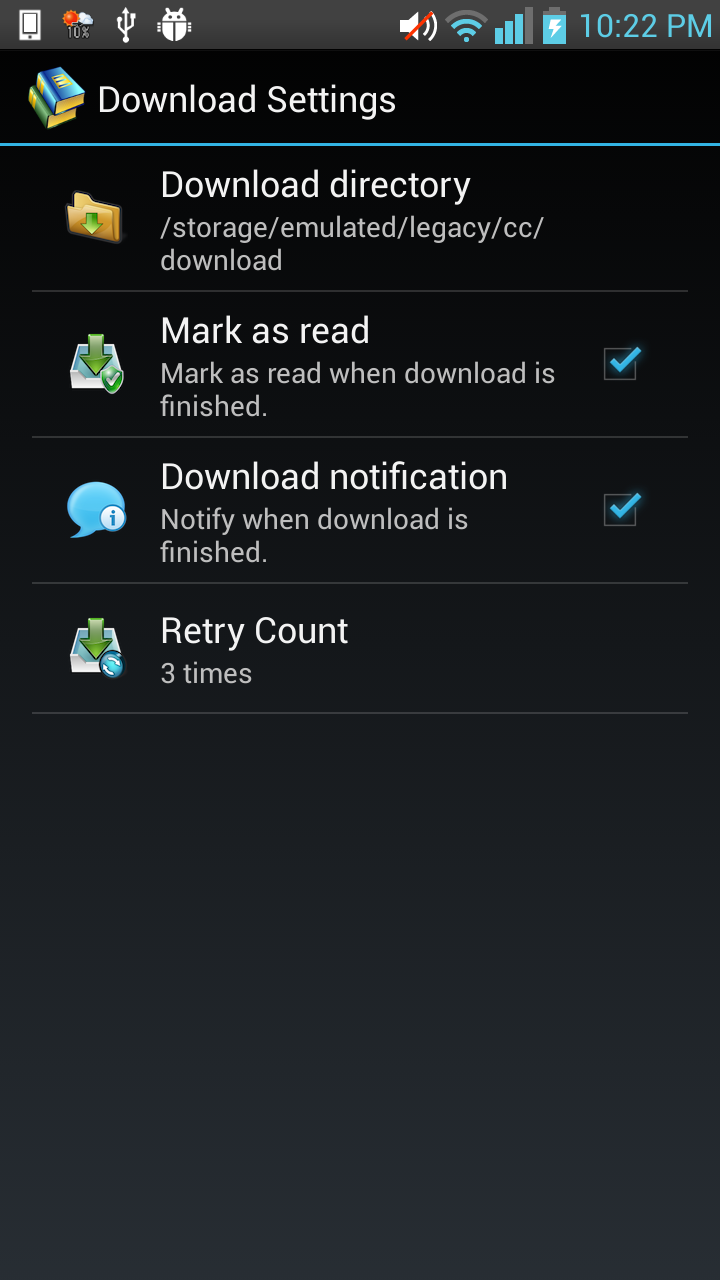 10%
10:22 PM
Download Settings
Download directory
/storage/emulated/legacy/cc/
download
Mark as read
Mark as read when download is
finished.
Download notification
Notify when download is
finished.
Retry Count
3 times